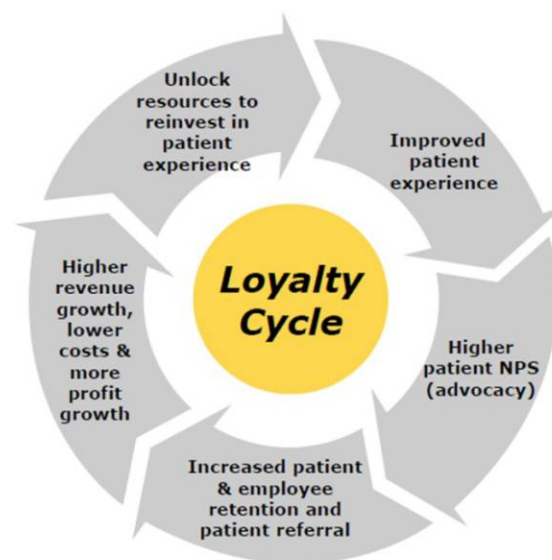 Unlock
resources to
reinvest in
patient
experience
Improved
patient
experience
Higher
patient NPS
(advocacy)
Increased patient
& employee
retention and
patient referral
Higher
revenue
growth,
lower
costs &
more
profit
growth
Loyalty
Cycle